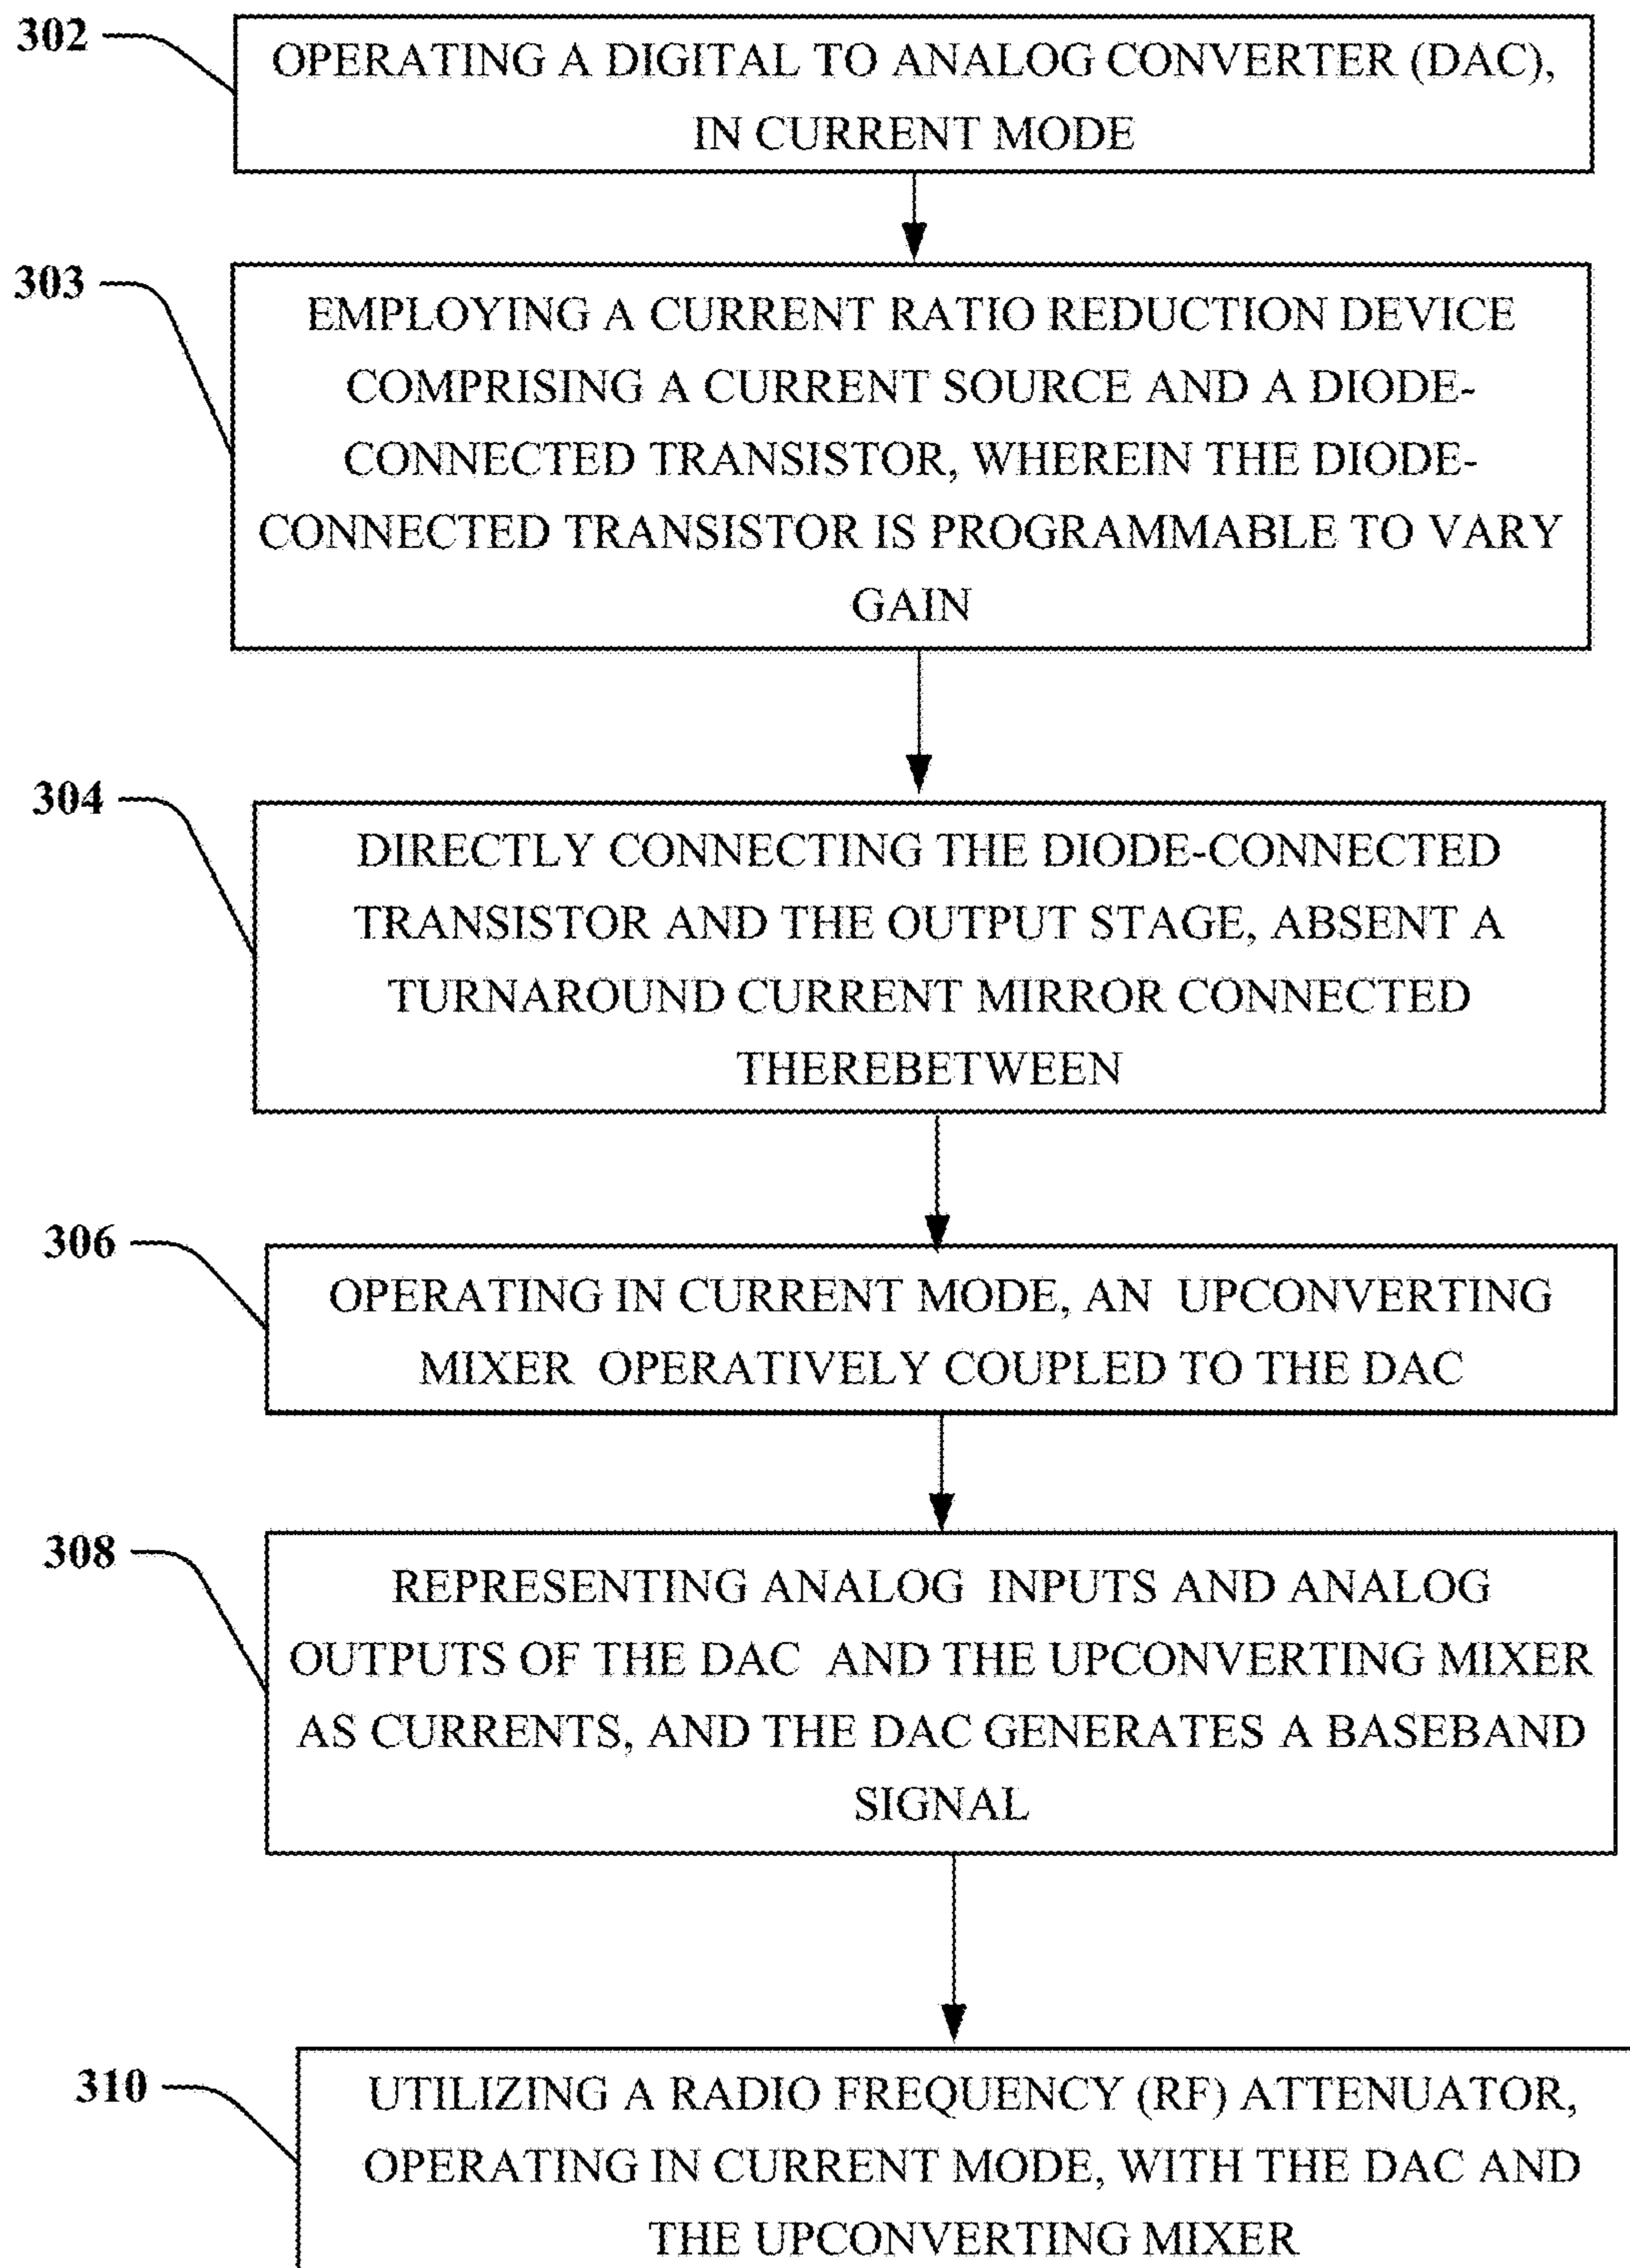 302
OPERATING A DIGITAL TO ANALOG CONVERTER (DAC),
IN CURRENT MODE
303
EMPLOYING A CURRENT RATIO REDUCTION DEVICE
COMPRISING A CURRENT SOURCE AND A DIODE-
CONNECTED TRANSISTOR, WHEREIN THE DIODE-
CONNECTED TRANSISTOR IS PROGRAMMABLE TO VARY
GAIN
304
DIRECTLY CONNECTING THE DIODE-CONNECTED
TRANSISTOR AND THE OUTPUT STAGE, ABSENT A
TURNAROUND CURRENT MIRROR CONNECTED
THEREBETWEEN
306
OPERATING IN CURRENT MODE, AN UPCONVERTING
MIXER OPERATIVELY COUPLED TO THE DAC
308
REPRESENTING ANALOG INPUTS AND ANALOG
OUTPUTS OF THE DAC AND THE UPCONVERTING MIXER
AS CURRENTS, AND THE DAC GENERATES A BASEBAND
SIGNAL
310
UTILIZING A RADIO FREQUENCY (RF) ATTENUATOR,
OPERATING IN CURRENT MODE, WITH THE DAC AND
THE UPCONVERTING MIXER